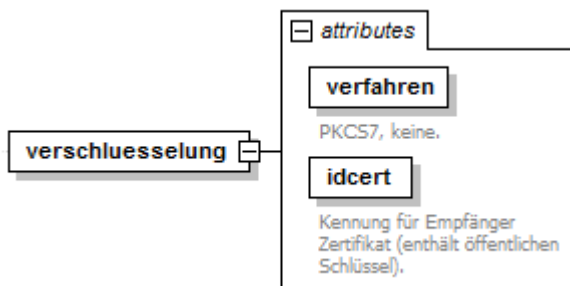 attributes
verfahren
PKCS7, keine.
verschluesselung
idcert
Kennung für Empfänger
Zertifikat (enthält öffentlichen
Schlüssel).